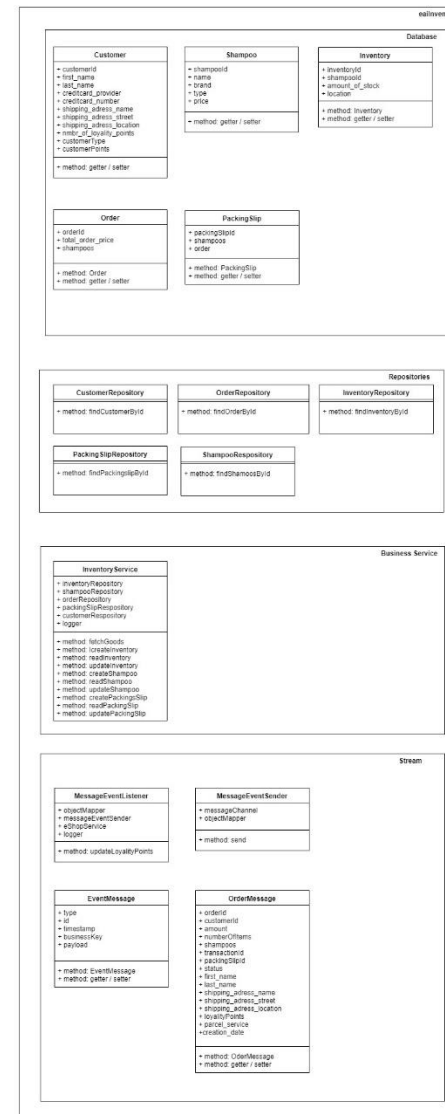 eaiInven
Database
Customer
+ customerId
+ first_name
+ last_name
+ creditcard_provider
+ creditcard_number
+ shipping_adress_name
+ shipping_adress_street
+ shipping_adress_location
+ nmbr_of_loyality_points
+ customerType
+ customerPoints
+ method: getter / setter
Shampoo
+ shampooId
+ name
+ brand
+ type
+ price
+ method: getter / setter
Inventory
+ inventoryId
+ shampooId
+ amount_of_stock
+ location
+ method: Inventory
+ method: getter / setter
Order
+ orderId
+ total_order_price
+ shampoos
+ method: Order
+ method: getter / setter
PackingSlip
+ packingSlipId
+ shampoos
+ order
+ method: PackingSlip
+ method: getter / setter
Repositories
CustomerRepository
+ method: findCustomerById
OrderRepository
+ method: findOrderById
InventoryRepository
+ method: findInventoryById
PackingSlipRepository
+ method: findPackingslipById
ShampooRespository
+ method: findShamoosById
Business Service
InventoryService
+ inventoryRepository
+ shampooRepository
+ orderRepository
+ packingSlipRespository
+ customerRespository
+ logger
+ method: fetchGoods
+ method: lcreateInventory
+ method: readInventory
+ method: updateInventory
+ method: createShampoo
+ method: readShampoo
+ method: updateShampoo
+ method: createPackingsSlip
+ method: readPackingSlip
+ method: updatePackingSlip
Stream
MessageEventListener
+ objectMapper
+ messageEventSender
+ eShopService
+ logger
+ method: updateLoyalityPoints
MessageEventSender
+ messageChannel
+ objectMapper
+ method: send
EventMessage
+ type
+ id
+ timestamp
+ businessKey
+ payload
+ method: EventMessage
+ method: getter / setter
OrderMessage
+ orderId
+ customerId
+ amount
+ numberOfItems
+ shampoos
+ transactionId
+ packingSlipId
+ status
+ first_name
+ last_name
+ shipping_adress_name
+ shipping_adress_street
+ shipping_adress_location
+ loyalityPoints
+ parcel_service
+creation_date
+ method: OderMessage
+ method: getter / setter